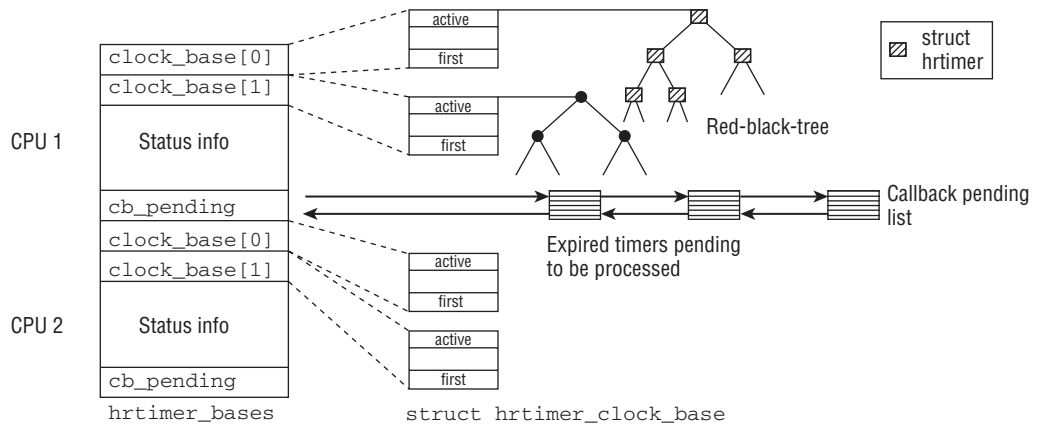 active
first
struct
hrtimer
clock_base[0]
clock_base[1]
active
first
Red-black-tree
CPU 1
Status info
cb_pending
Callback pending
list
Expired timers pending
to be processed
clock_base[0]
clock_base[1]
active
first
CPU 2
Status info
active
first
cb_pending
hrtimer_bases
struct hrtimer_clock_base